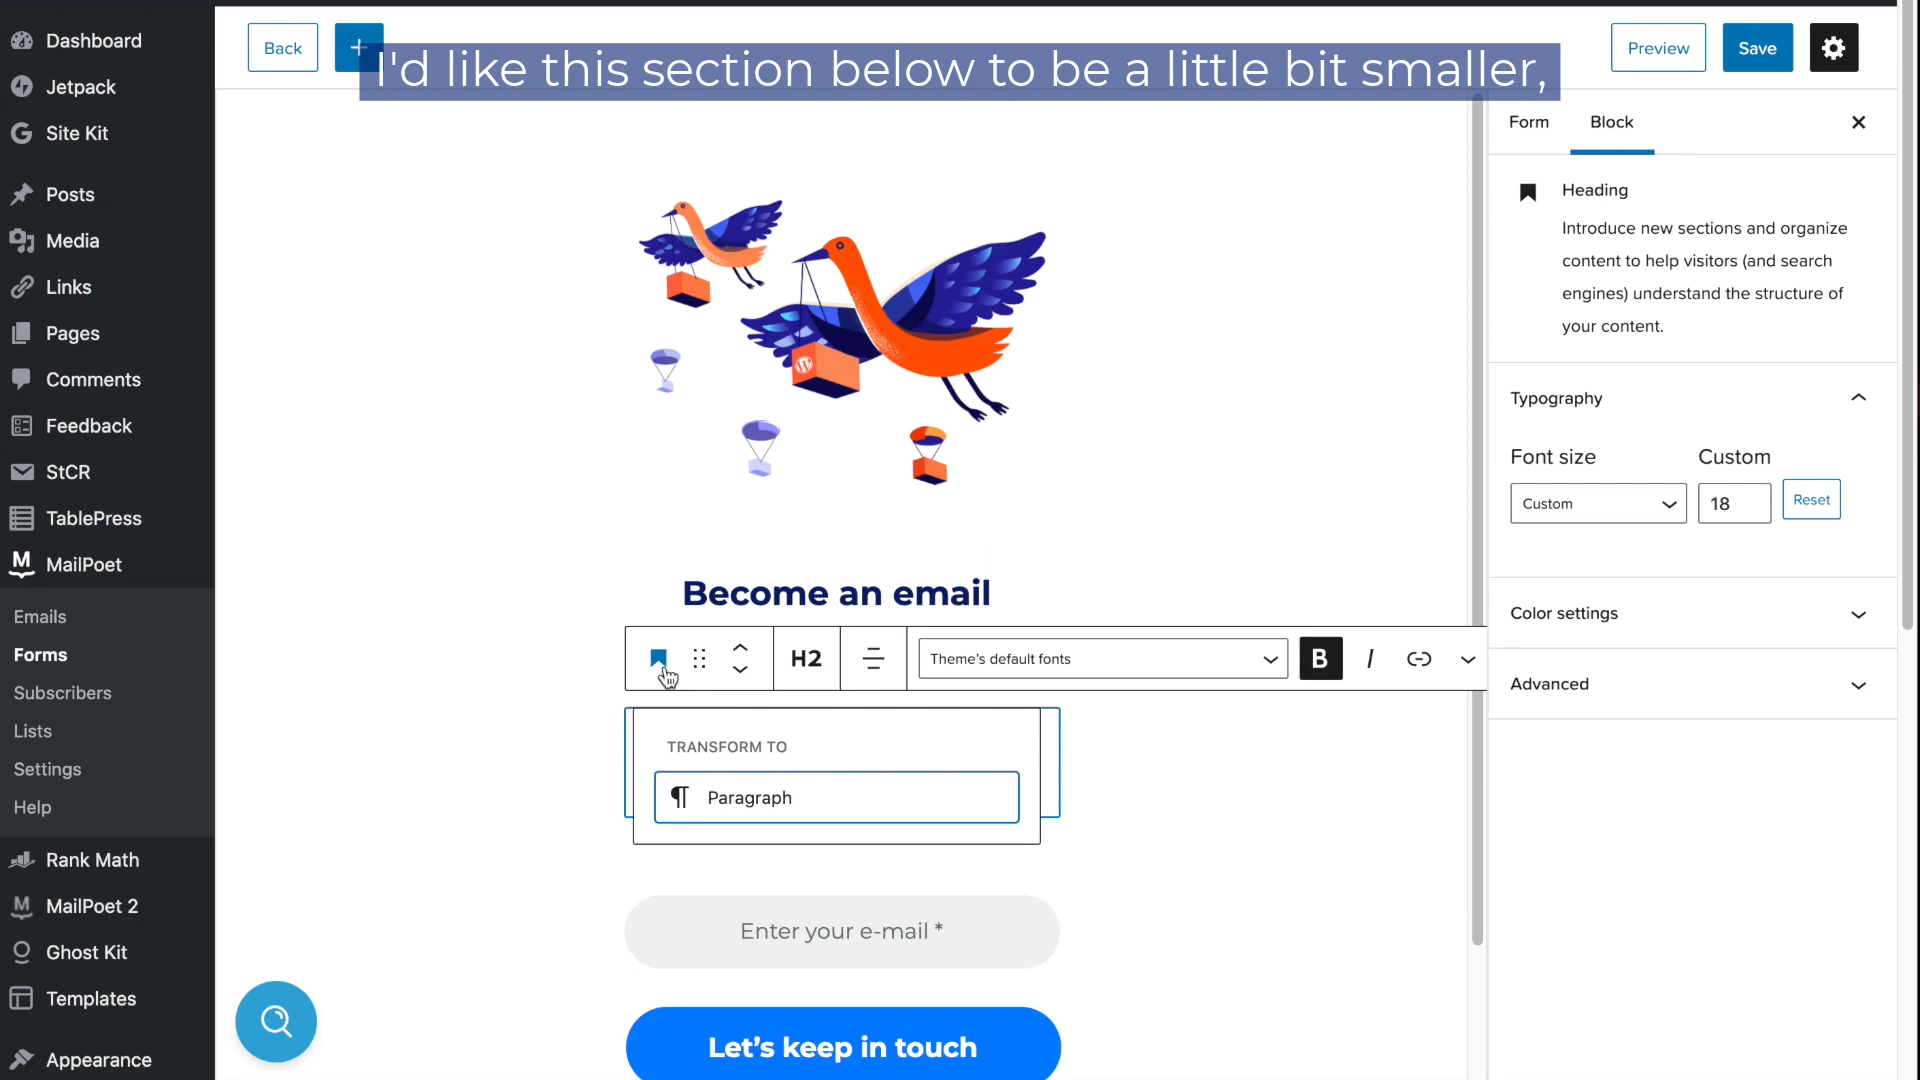 I'd like this section below to be a little bit smaller,
Dashboard
Jetpack
Site Kit
Posts
Media
Links
Pages
Comments
Feedback
StCR
TablePress
MailPoet
Emails
Forms
Subscribers
Lists
Settings
Help
Rank Math
MailPoet 2
Ghost Kit
Templates
Appearance
Back
Preview
Save
Become an email
H2
Theme's default fonts
B
I
TRANSFORM TO
¶ Paragraph
Enter your e-mail *
Let's keep in touch
Form
Block
Heading
Introduce new sections and organize
content to help visitors (and search
engines) understand the structure of
your content.
Typography
Font size
Custom
Custom
18
Reset
Color settings
Advanced